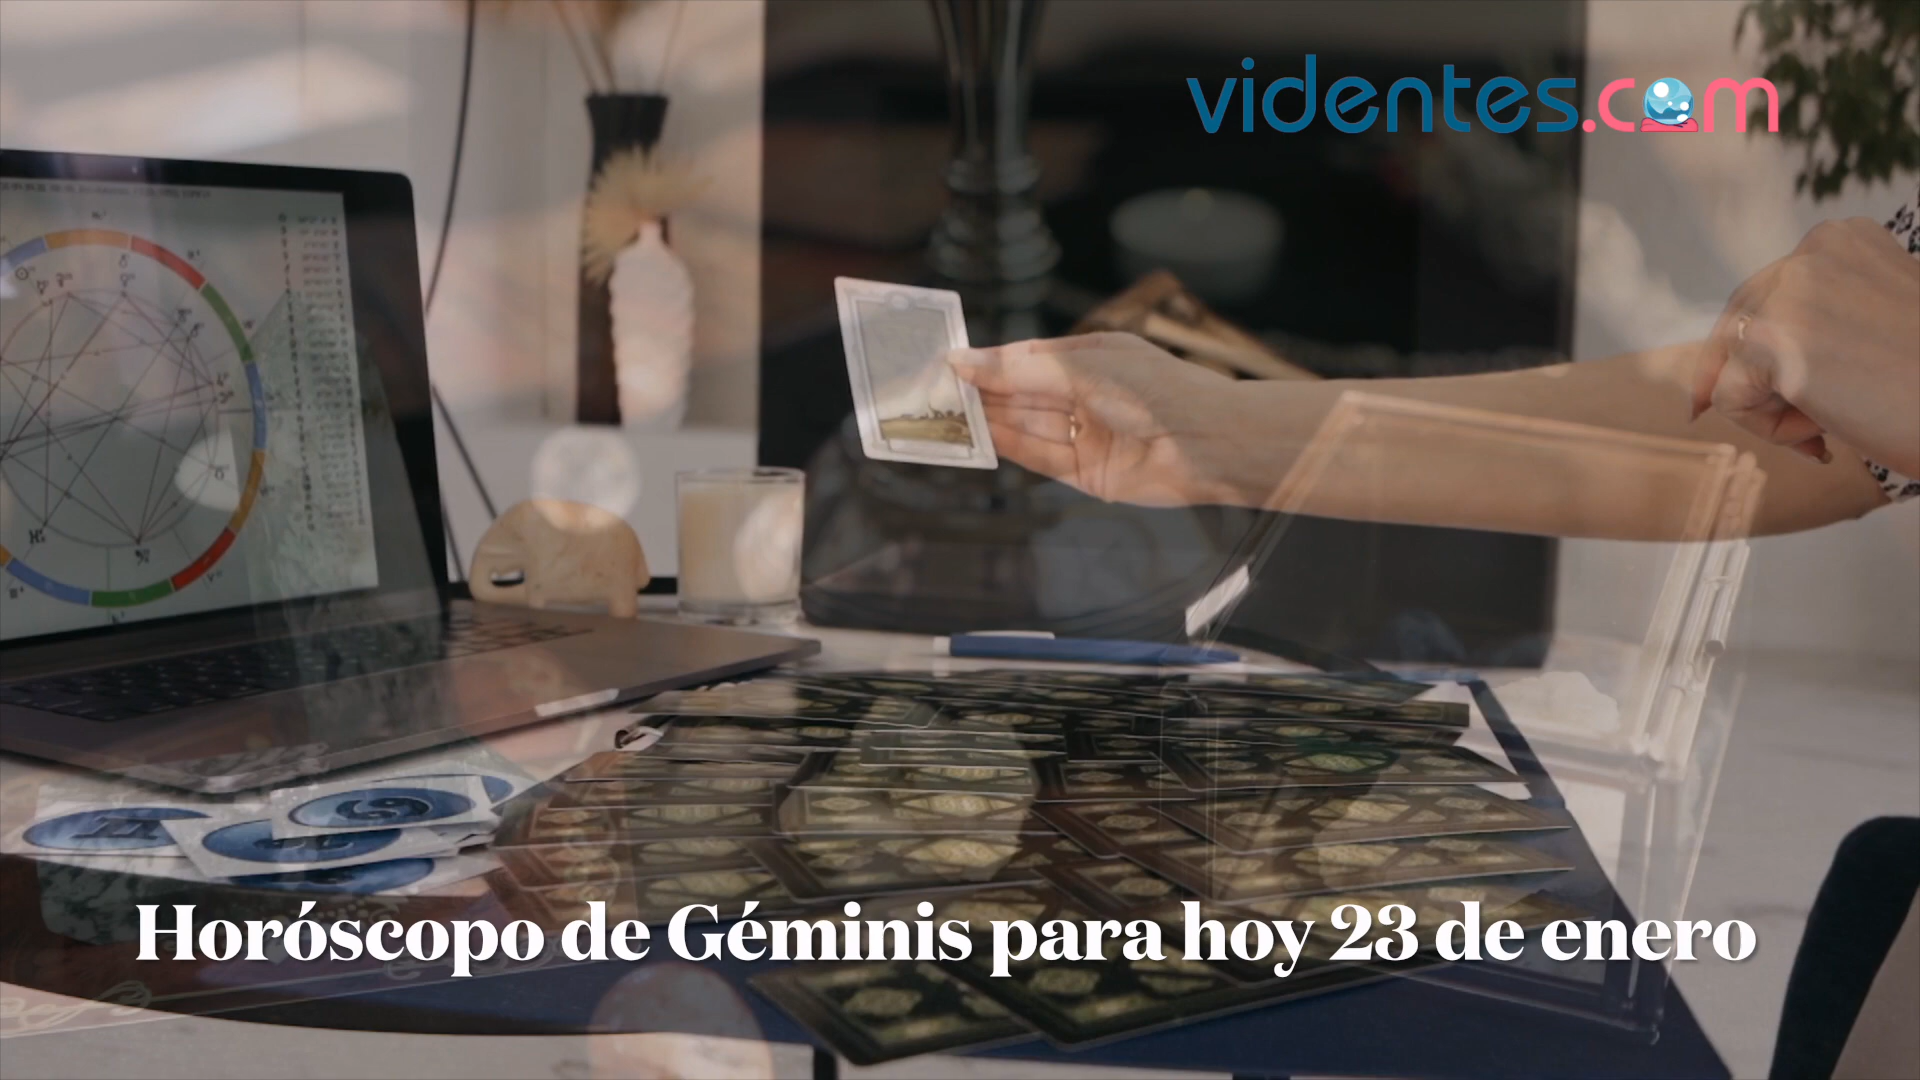 videntes.com
Horóscopo de Géminis para hoy 23 de enero